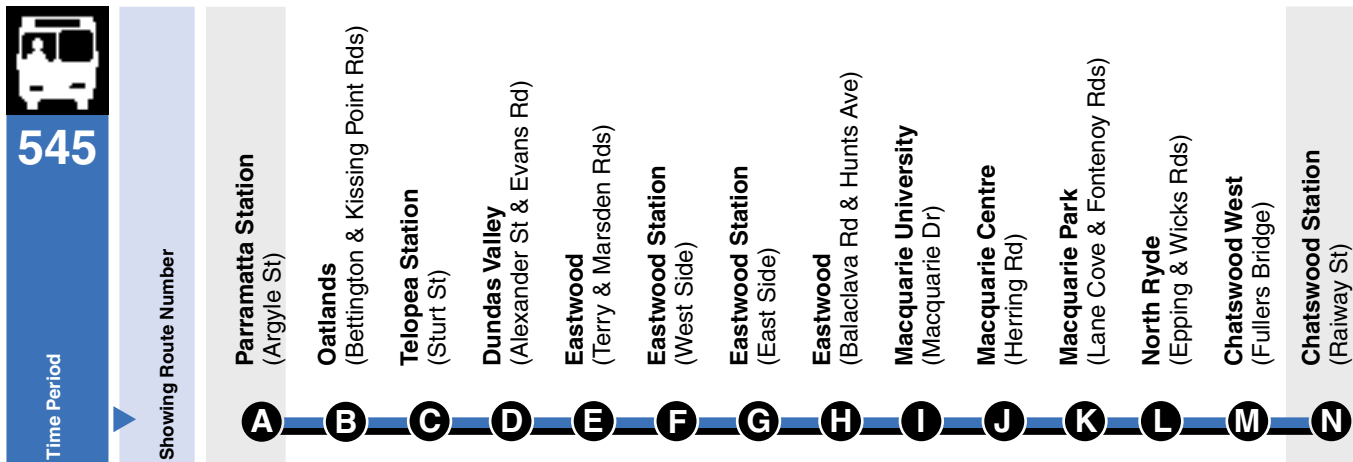 545
Time Period
Showing Route Number
Parramatta Station
(Argyle St)
Oatlands
(Bettington & Kissing Point Rds)
Telopea Station
(Sturt St)
Dundas Valley
(Alexander St & Evans Rd)
Eastwood
(Terry & Marsden Rds)
Eastwood Station
(West Side)
Eastwood Station
(East Side)
Eastwood
(Balaclava Rd & Hunts Ave)
Macquarie University
(Macquarie Dr)
Macquarie Centre
(Herring Rd)
Macquarie Park
(Lane Cove & Fontenoy Rds)
North Ryde
(Epping & Wicks Rds)
Chatswood West
(Fullers Bridge)
Chatswood Station
(Raiway St)
A B C D E F G H I J K L M N